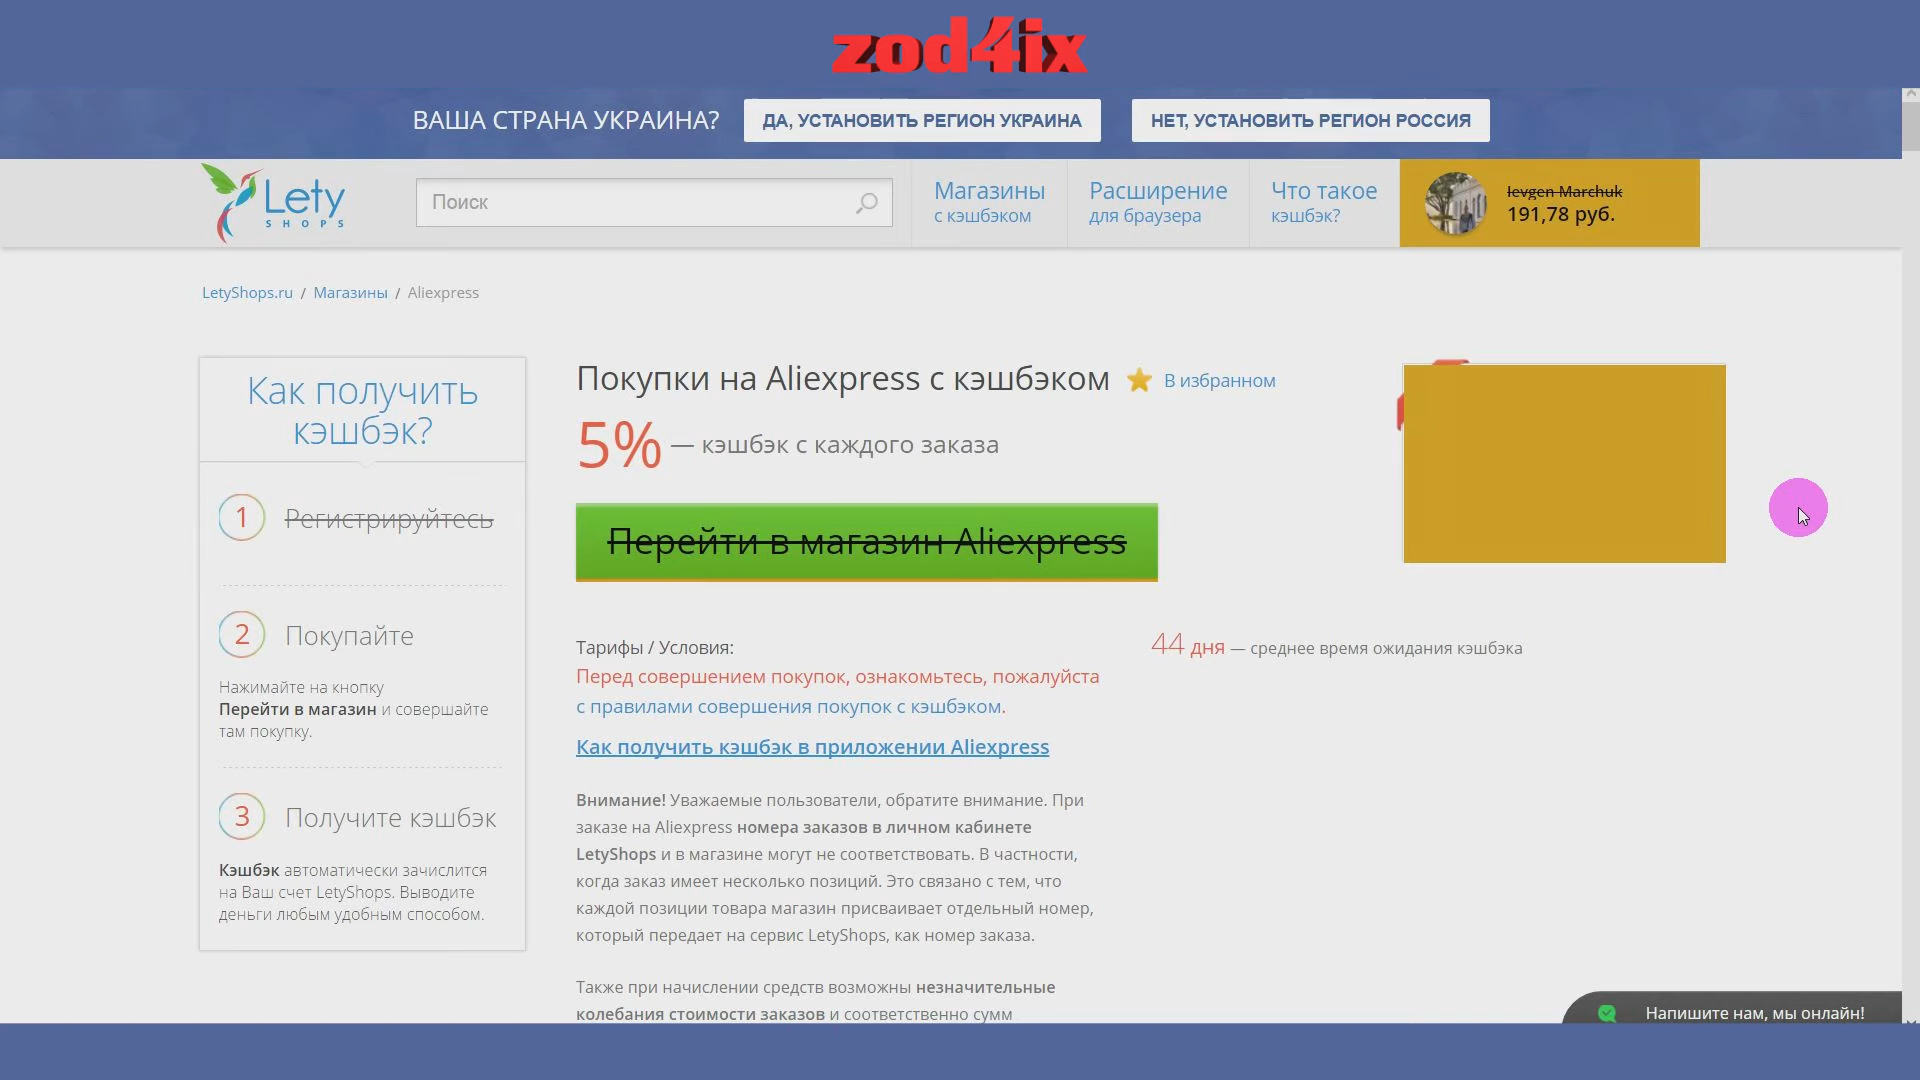 zod4ix
ВАША СТРАНА УКРАИНА?
ДА, УСТАНОВИТЬ РЕГИОН УКРАИНА
НЕТ, УСТАНОВИТЬ РЕГИОН РОССИЯ
Lety
SHOPS
Поиск
Магазины
с кэшбэком
Расширение
для браузера
Что такое
кэшбэк?
Ievgen Marchuk
191,78 руб.
LetyShops.ru / Магазины / Aliexpress
Как получить
кэшбэк?
1 Регистрируйтесь
2 Покупайте
Нажимайте на кнопку
Перейти в магазин и совершайте
там покупку.
3 Получите кэшбэк
Кэшбэк автоматически зачислится
на Ваш счет LetyShops. Выводите
деньги любым удобным способом.
Покупки на Aliexpress с кэшбэком
В избранном
5% — кэшбэк с каждого заказа
Перейти в магазин Aliexpress
Тарифы / Условия:
Перед совершением покупок, ознакомьтесь, пожалуйста
с правилами совершения покупок с кэшбэком.
Как получить кэшбэк в приложении Aliexpress
Внимание! Уважаемые пользователи, обратите внимание. При
заказе на Aliexpress номера заказов в личном кабинете
LetyShops и в магазине могут не соответствовать. В частности,
когда заказ имеет несколько позиций. Это связано с тем, что
каждой позиции товара магазин присваивает отдельный номер,
который передает на сервис LetyShops, как номер заказа.
Также при начислении средств возможны незначительные
колебания стоимости заказов и соответственно сумм
44 дня — среднее время ожидания кэшбэка
Напишите нам, мы онлайн!